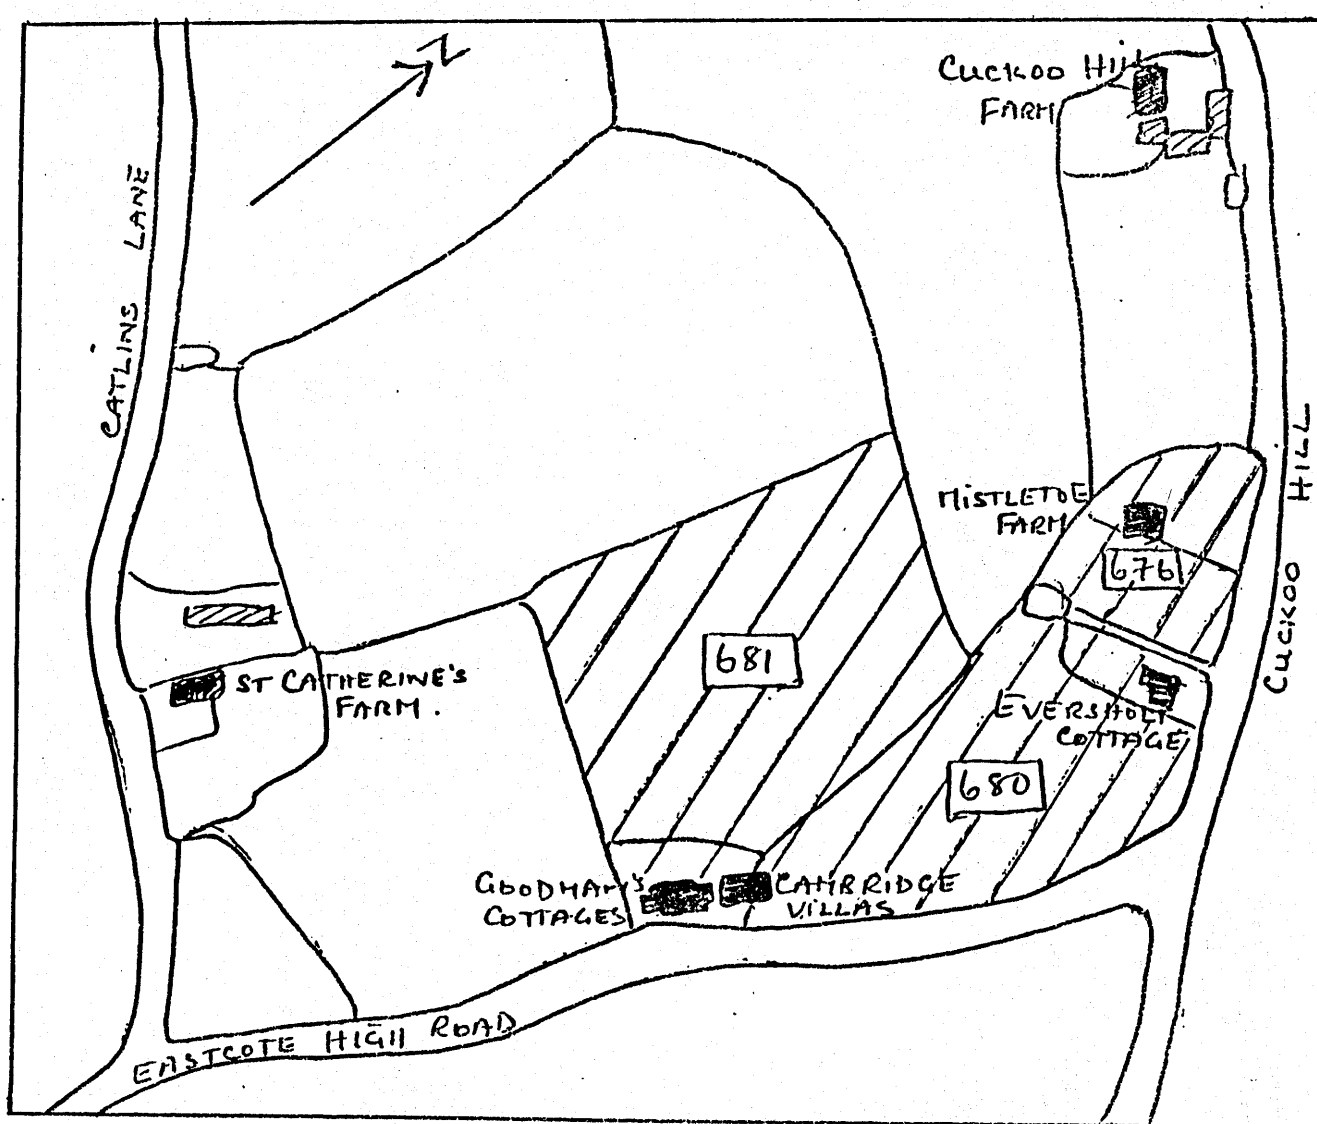 N
CUCKOO HILL
FARM
CATLINS LANE
MISTLETOE
FARM
676
CUCKOO HILL
681
ST CATHERINE'S
FARM.
EVERSHOLT
COTTAGE
680
GOODMAN'S
COTTAGES
CAMBRIDGE
VILLAS
EASTCOTE HIGH ROAD